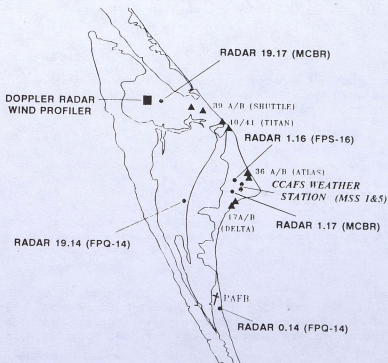 RADAR 19.17 (MCBR)
DOPPLER RADAR
WIND PROFILER
39 A/B (SHUTTLE)
40/41 (TITAN)
RADAR 1.16 (FPS-16)
36 A/B (ATLAS)
CCAFS WEATHER
STATION (MSS 1&5)
RADAR 1.17 (MCBR)
17A/B
(DELTA)
RADAR 19.14 (FPQ-14)
PAFB
RADAR 0.14 (FPQ-14)